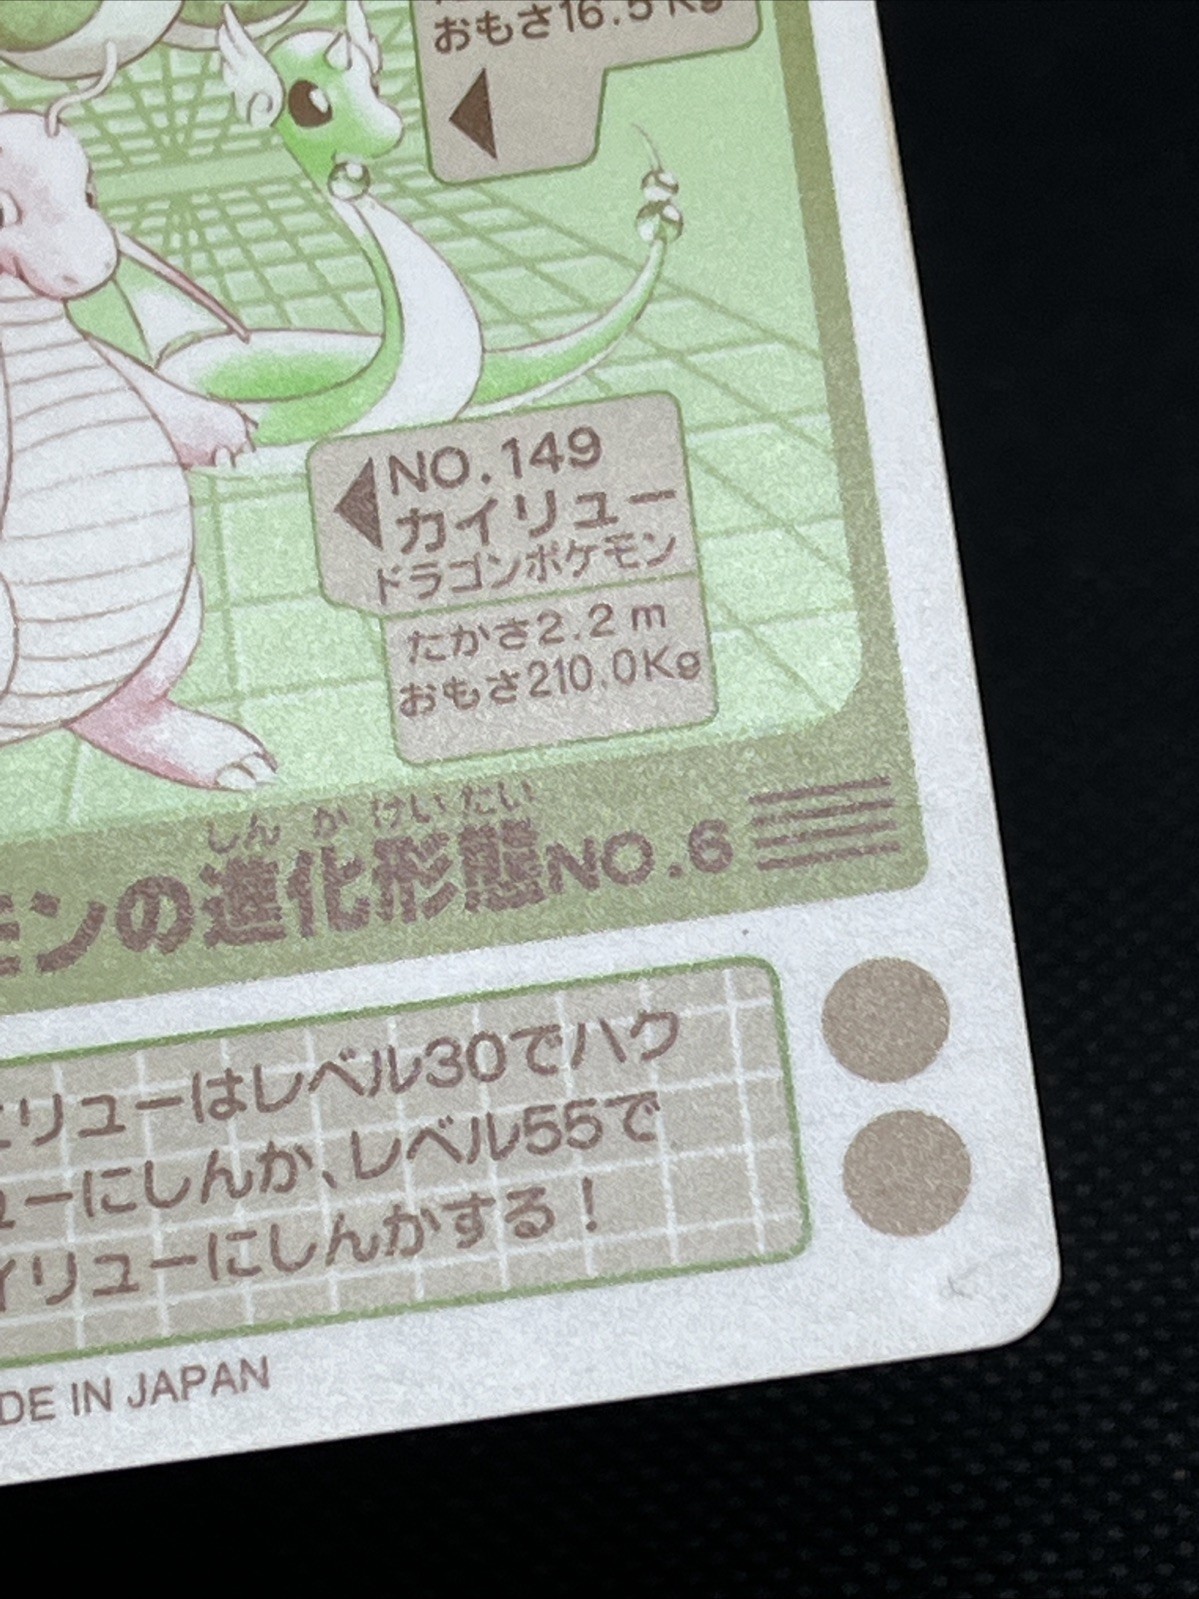 おもさ16.5Kg
NO.149
カイリュー
ドラゴンポケモン
たかさ2.2m
おもさ210.0Kg
しんかけいたい
モンの進化形態NO.6
リューはレベル30でハク
ューにしんか、レベル55で
イリューにしんかする！
DE IN JAPAN